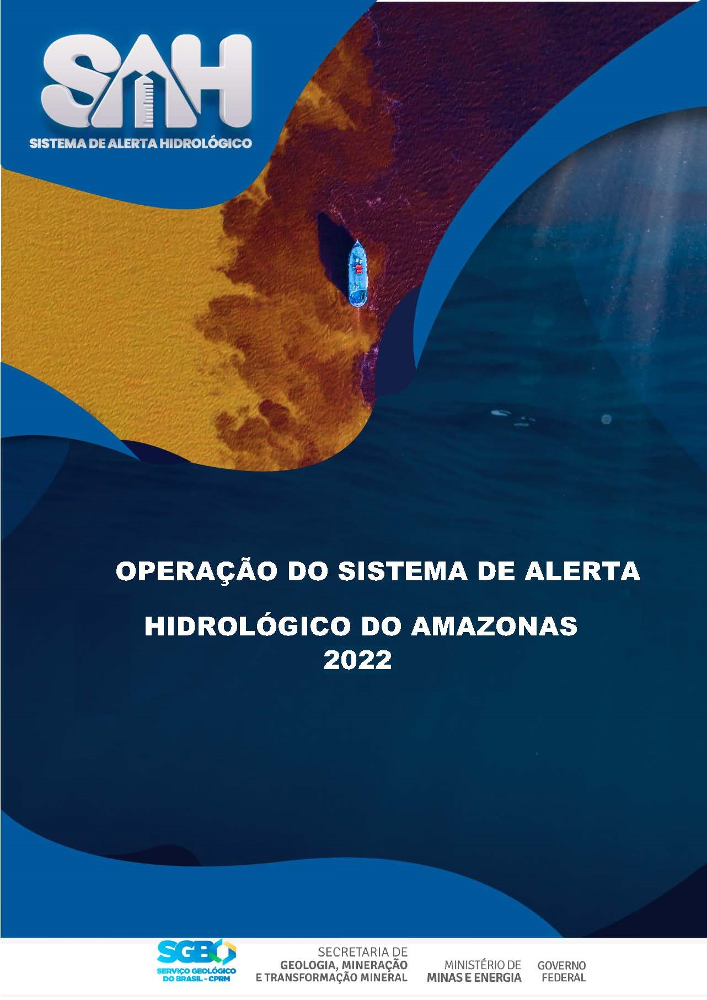 SAH
SISTEMA DE ALERTA HIDROLÓGICO
OPERAÇÃO DO SISTEMA DE ALERTA
HIDROLÓGICO DO AMAZONAS
2022
SGB
SERVIÇO GEOLÓGICO
DO BRASIL - CPRM
SECRETARIA DE
GEOLOGIA, MINERAÇÃO
E TRANSFORMAÇÃO MINERAL
MINISTÉRIO DE
MINAS E ENERGIA
GOVERNO
FEDERAL